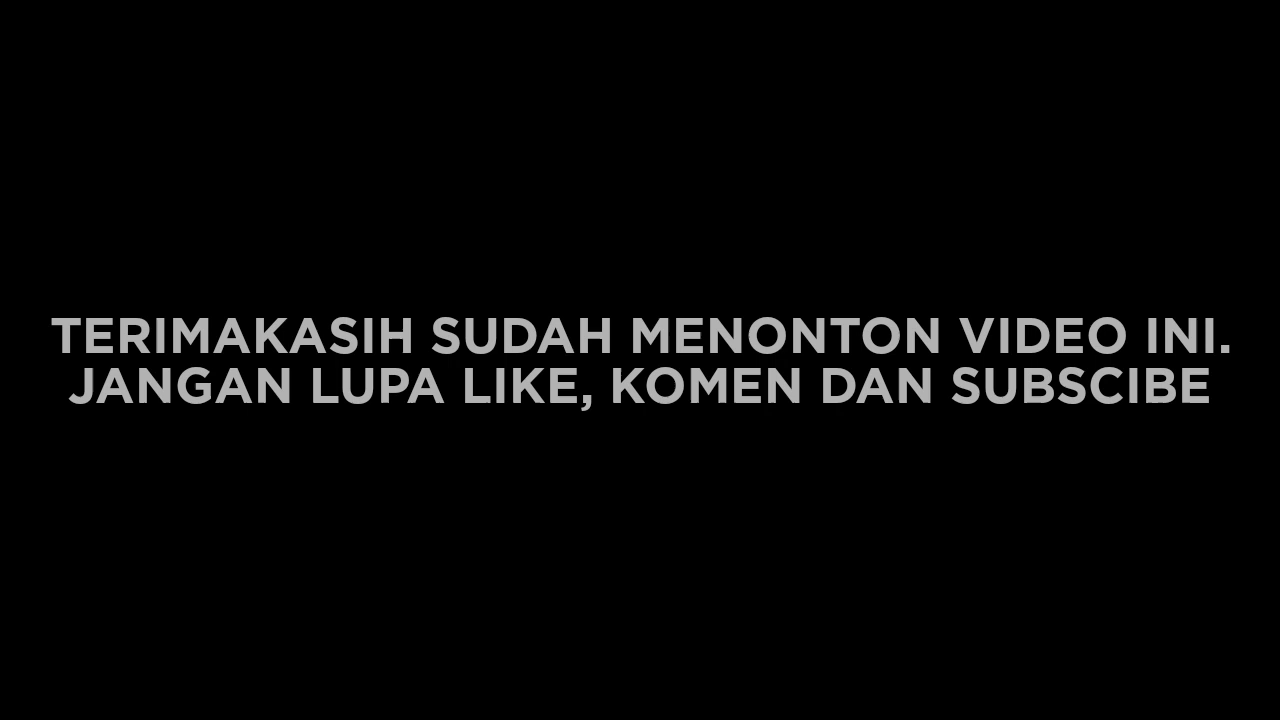 TERIMAKASIH SUDAH MENONTON VIDEO INI.
JANGAN LUPA LIKE, KOMEN DAN SUBSCIBE